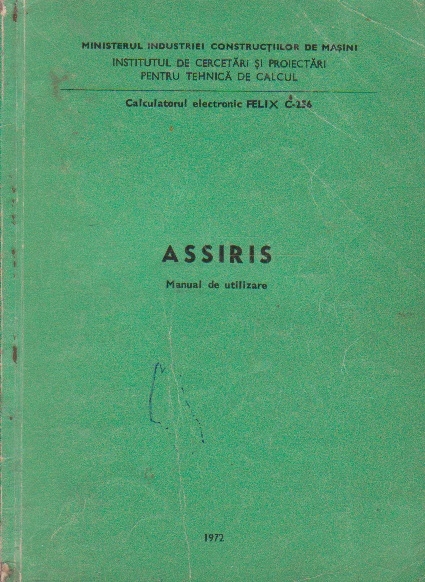 MINISTERUL INDUSTRIEI CONSTRUCȚIILOR DE MAȘINI
INSTITUTUL DE CERCETĂRI ȘI PROIECTĂRI
PENTRU TEHNICĂ DE CALCUL
Calculatorul electronic FELIX C-256
ASSIRIS
Manual de utilizare
1972